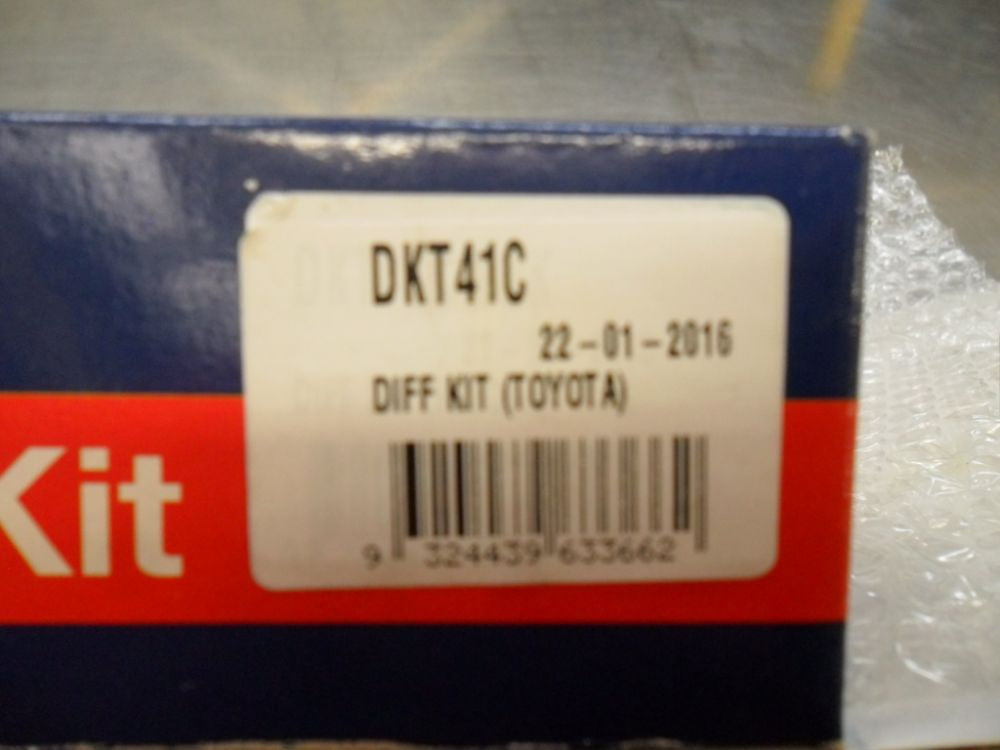 DKT41C
22-01-2016
DIFF KIT (TOYOTA)
Kit
9 324439 633662